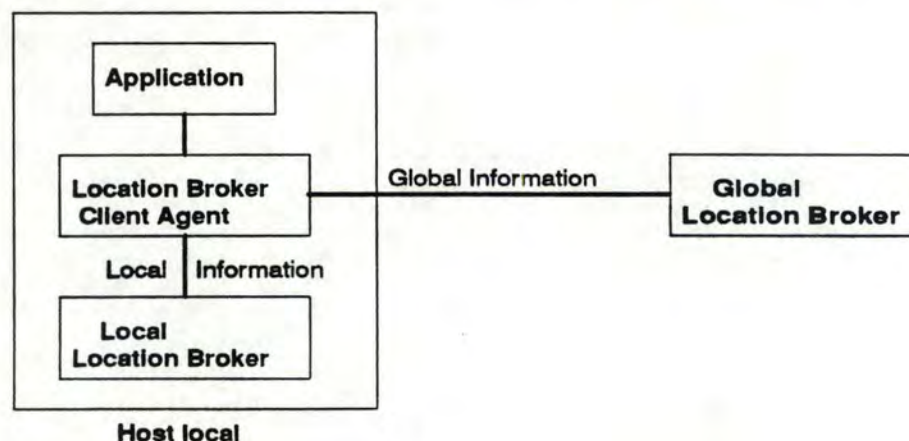 Application
Location Broker
Client Agent
Global Information
Global
Location Broker
Local Information
Local
Location Broker
Host local